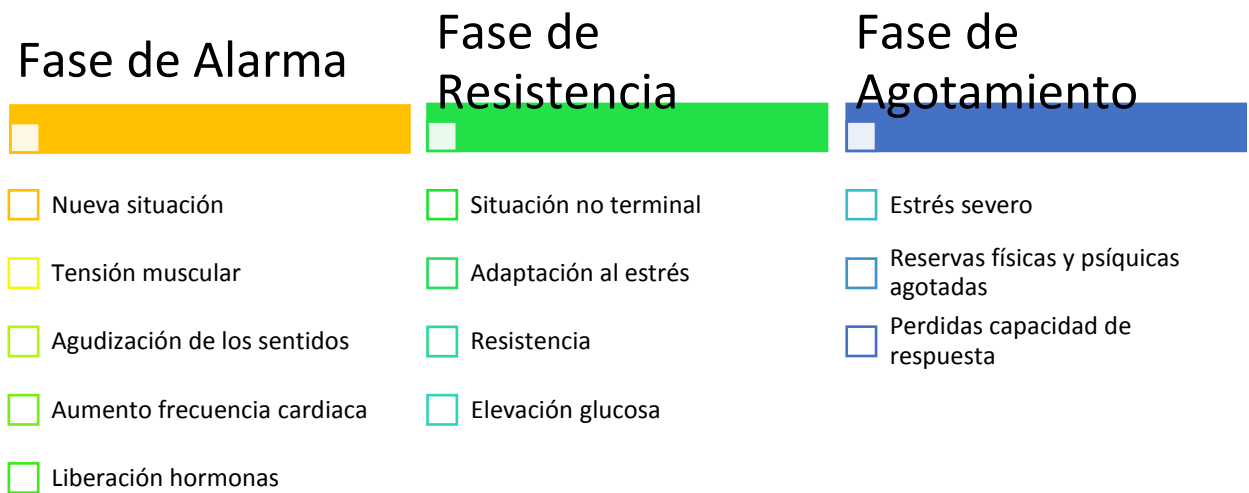 Fase de Alarma
Nueva situación
Tensión muscular
Agudización de los sentidos
Aumento frecuencia cardiaca
Liberación hormonas
Fase de
Resistencia
Situación no terminal
Adaptación al estrés
Resistencia
Elevación glucosa
Fase de
Agotamiento
Estrés severo
Reservas físicas y psíquicas
agotadas
Perdidas capacidad de
respuesta